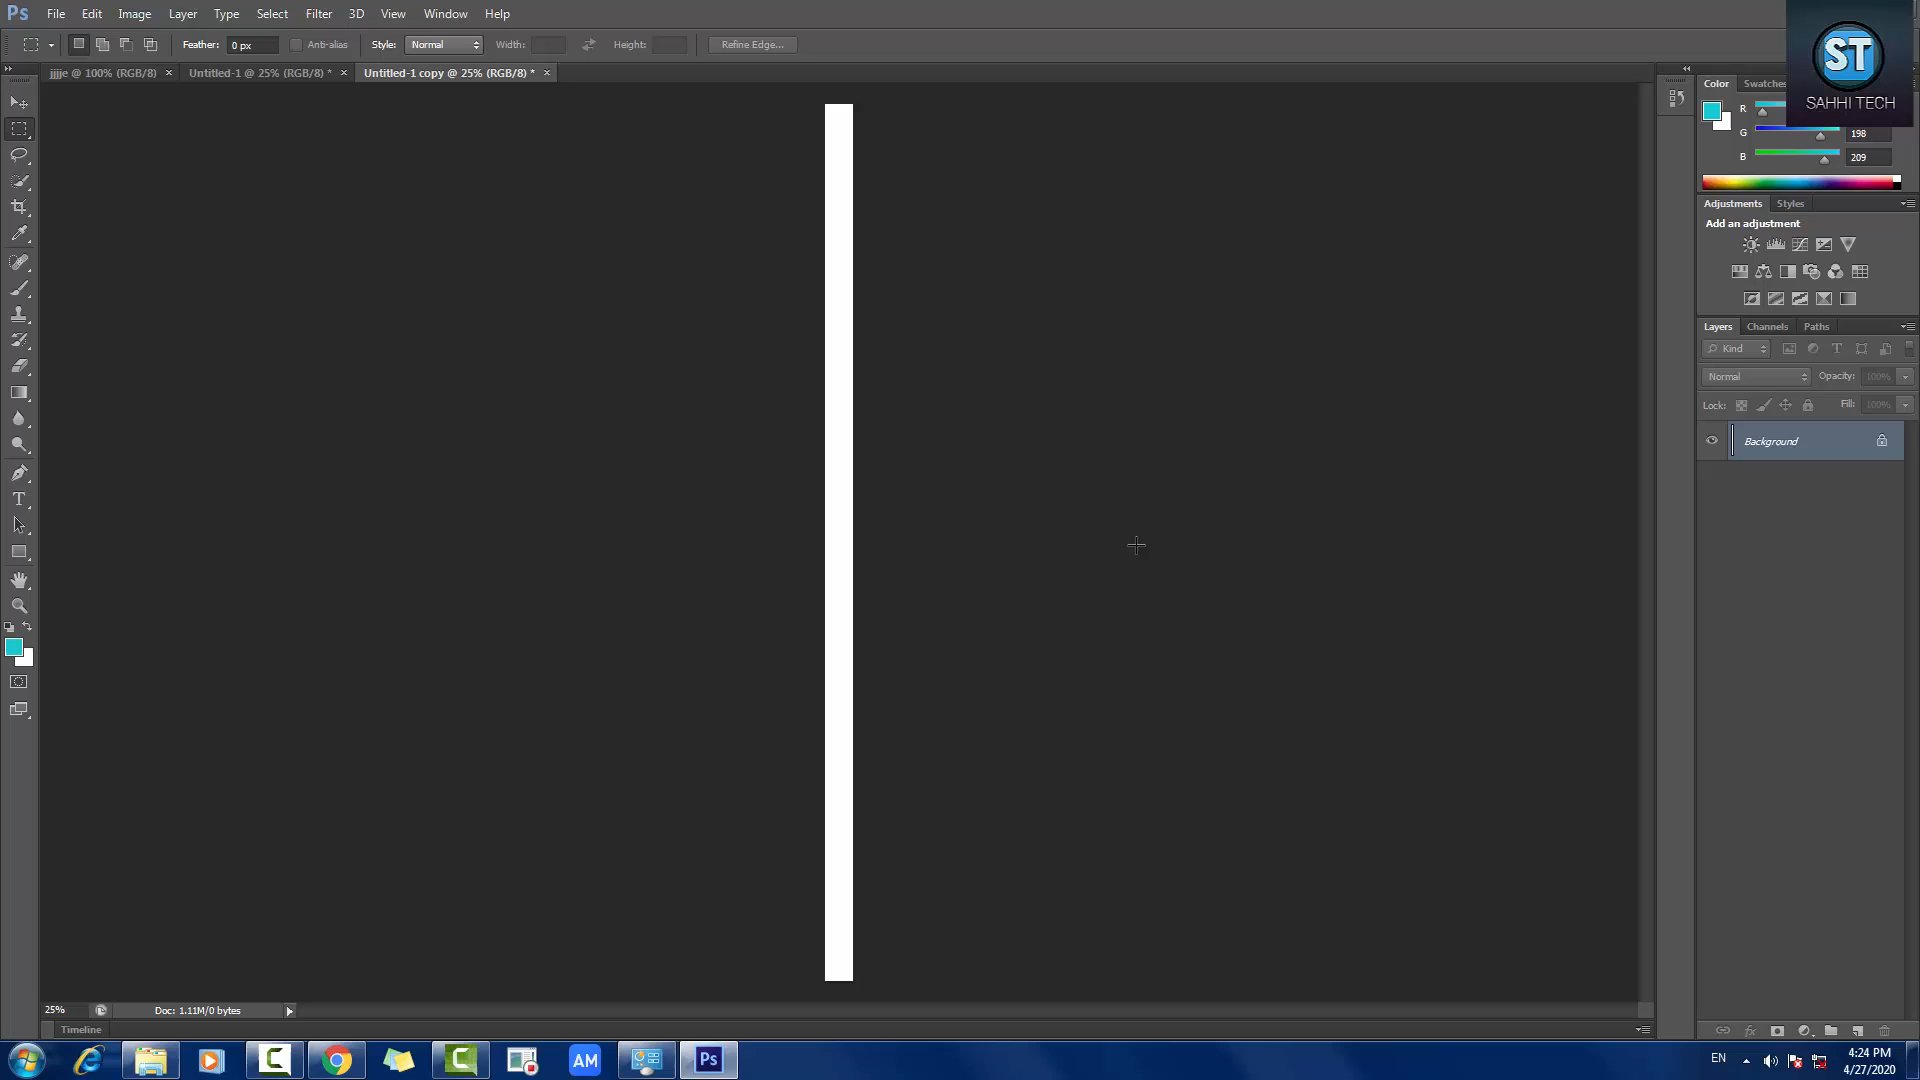 Ps File Edit Image Layer Type Select Filter 3D View Window Help
Feather: 0 px Anti-alias Style: Normal Width: Height: Refine Edge...
jjjje @ 100% (RGB/8) × Untitled-1 @ 25% (RGB/8) * × Untitled-1 copy @ 25% (RGB/8) * ×
ST
SAHHI TECH
Color Swatches
R
G 198
B 209
Adjustments Styles
Add an adjustment
Layers Channels Paths
Kind
Normal Opacity: 100%
Lock: Fill: 100%
Background
25% Doc: 1.11M/0 bytes
Timeline
AM Ps EN 4:24 PM
4/27/2020